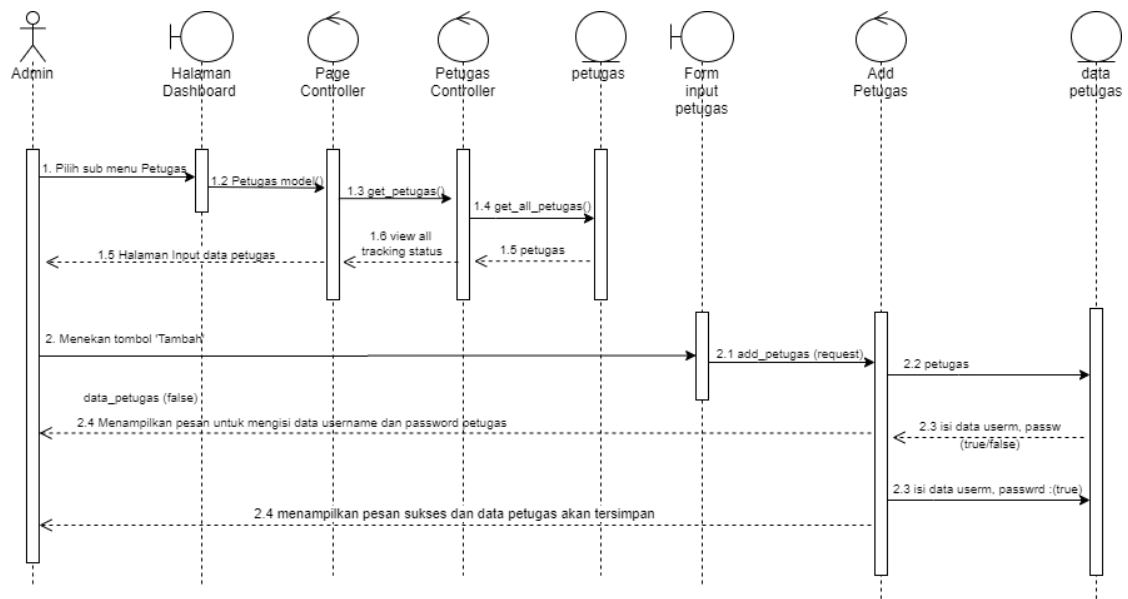 Admin
Halaman
Dashboard
Page
Controller
Petugas
Controller
petugas
Form
input
petugas
Add
Petugas
data
petugas
1. Pilih sub menu Petugas
1.2 Petugas model()
1.3 get_petugas()
1.4 get_all_petugas()
1.6 view all
tracking status
1.5 petugas
1.5 Halaman Input data petugas
2. Menekan tombol 'Tambah'
2.1 add_petugas (request)
2.2 petugas
data_petugas (false)
2.4 Menampilkan pesan untuk mengisi data username dan password petugas
2.3 isi data userm, passw
(true/false)
2.3 isi data userm, passwrd :(true)
2.4 menampilkan pesan sukses dan data petugas akan tersimpan